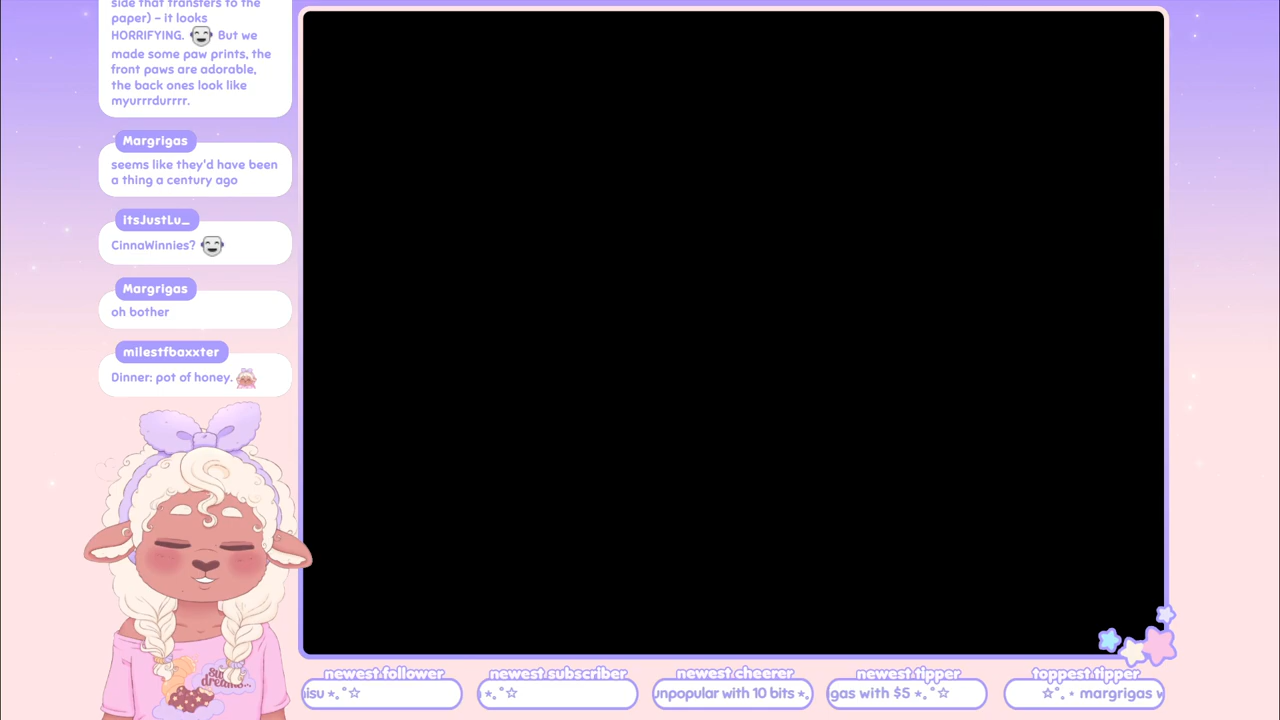 side that transfers to the
paper) - it looks
HORRIFYING. But we
made some paw prints, the
front paws are adorable,
the back ones look like
myurrrdurrrr.
Margrigas
seems like they'd have been
a thing a century ago
ItsJustLu_
CinnaWinnies?
Margrigas
oh bother
milestfbaxxter
Dinner: pot of honey.
newest follower
newest subscriber
newest cheerer
newest tipper
toppest tipper
isu ⋆｡˚☆
⋆｡˚☆
unpopular with 10 bits ⋆｡
gas with $5 ⋆｡˚☆
☆˚｡⋆ margrigas w